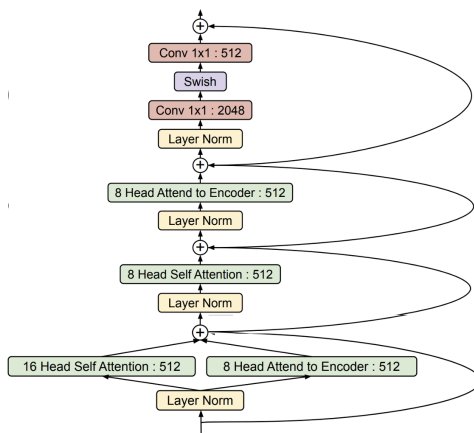 Conv 1x1 : 512
Swish
Conv 1x1 : 2048
Layer Norm
8 Head Attend to Encoder : 512
Layer Norm
8 Head Self Attention : 512
Layer Norm
16 Head Self Attention : 512
8 Head Attend to Encoder : 512
Layer Norm